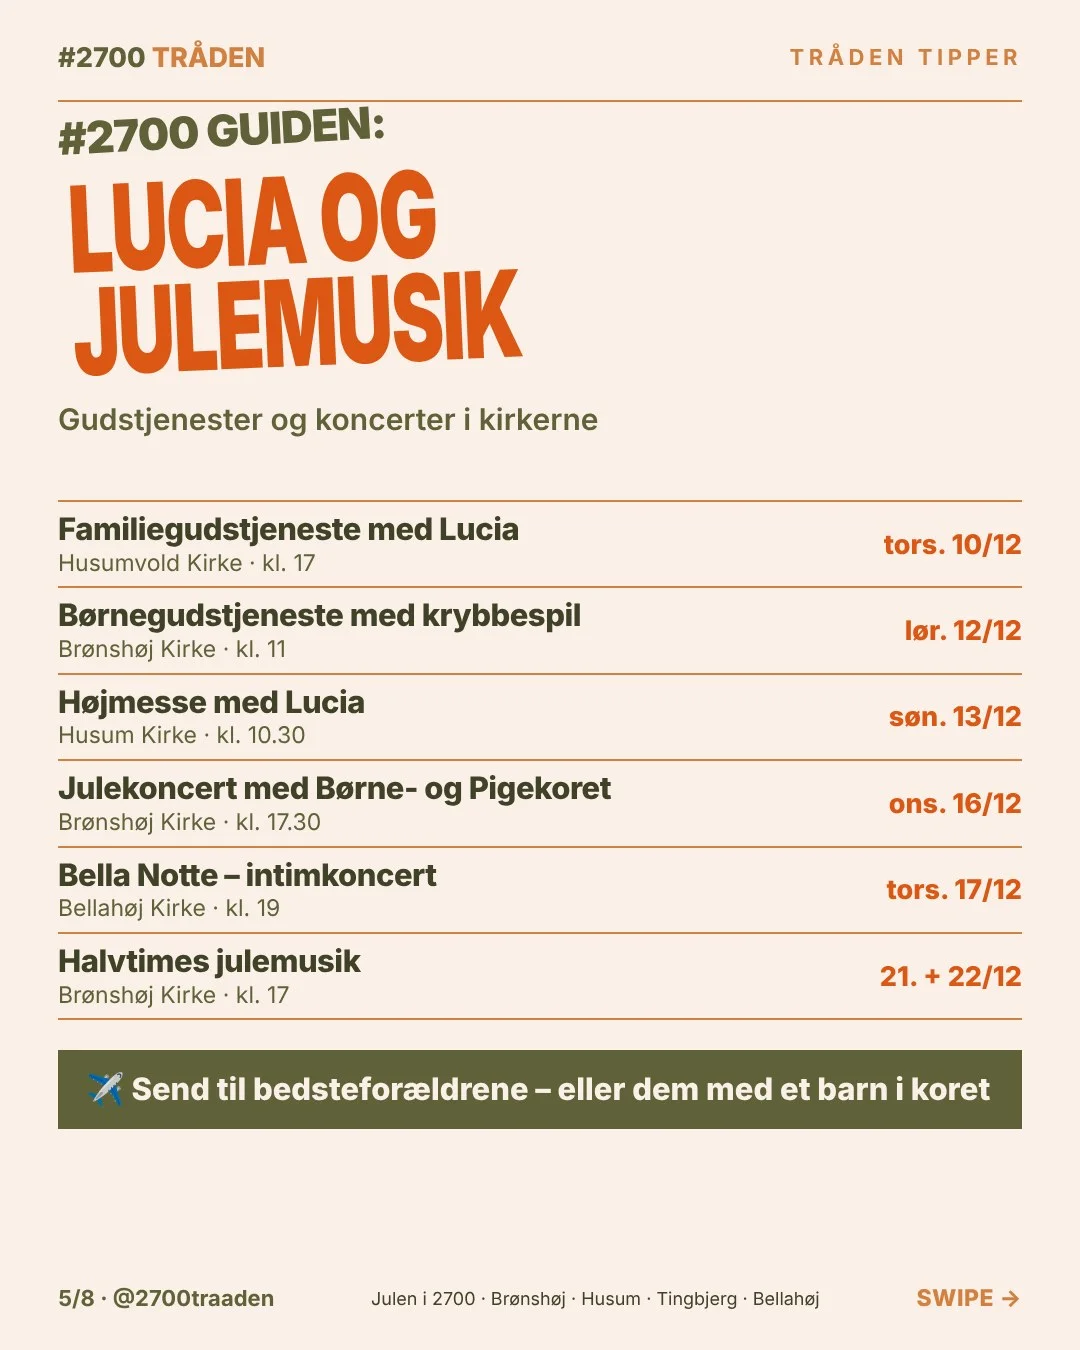 #2700 TRÅDEN
TRÅDEN TIPPER
#2700 GUIDEN:
LUCIA OG
JULEMUSIK
Gudstjenester og koncerter i kirkerne
Familiegudstjeneste med Lucia
Husumvold Kirke · kl. 17
tors. 10/12
Børnegudstjeneste med krybbespil
Brønshøj Kirke · kl. 11
lør. 12/12
Højmesse med Lucia
Husum Kirke · kl. 10.30
søn. 13/12
Julekoncert med Børne- og Pigekoret
Brønshøj Kirke · kl. 17.30
ons. 16/12
Bella Notte – intimkoncert
Bellahøj Kirke · kl. 19
tors. 17/12
Halvtimes julemusik
Brønshøj Kirke · kl. 17
21. + 22/12
✈️ Send til bedsteforældrene – eller dem med et barn i koret
5/8 · @2700traaden
Julen i 2700 · Brønshøj · Husum · Tingbjerg · Bellahøj
SWIPE →